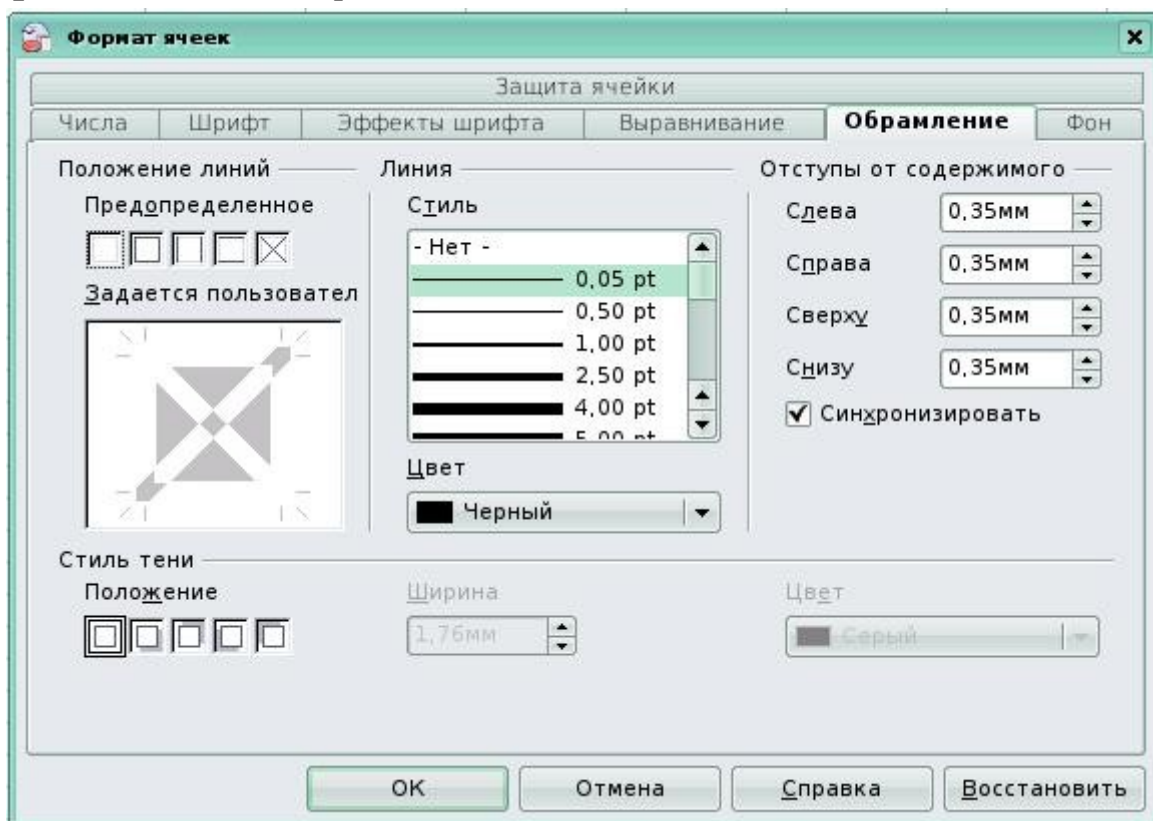 Формат ячеек
Защита ячейки
Числа Шрифт Эффекты шрифта Выравнивание Обрамление Фон
Положение линий Линия Отступы от содержимого
Предопределенное Стиль Слева 0,35мм
- Нет -
0,05 pt Справа 0,35мм
Задается пользовател 0,50 pt Сверху 0,35мм
1,00 pt
2,50 pt Снизу 0,35мм
4,00 pt Синхронизировать
5,00 pt
Цвет
Черный
Стиль тени
Положение Ширина Цвет
1,76мм Серый
OK Отмена Справка Восстановить